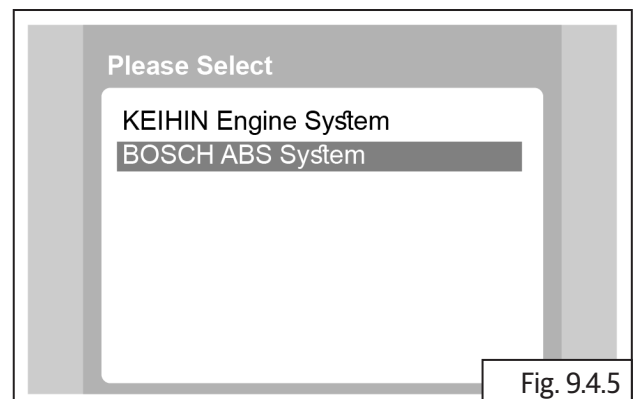 Please Select
KEIHIN Engine System
BOSCH ABS System
Fig. 9.4.5